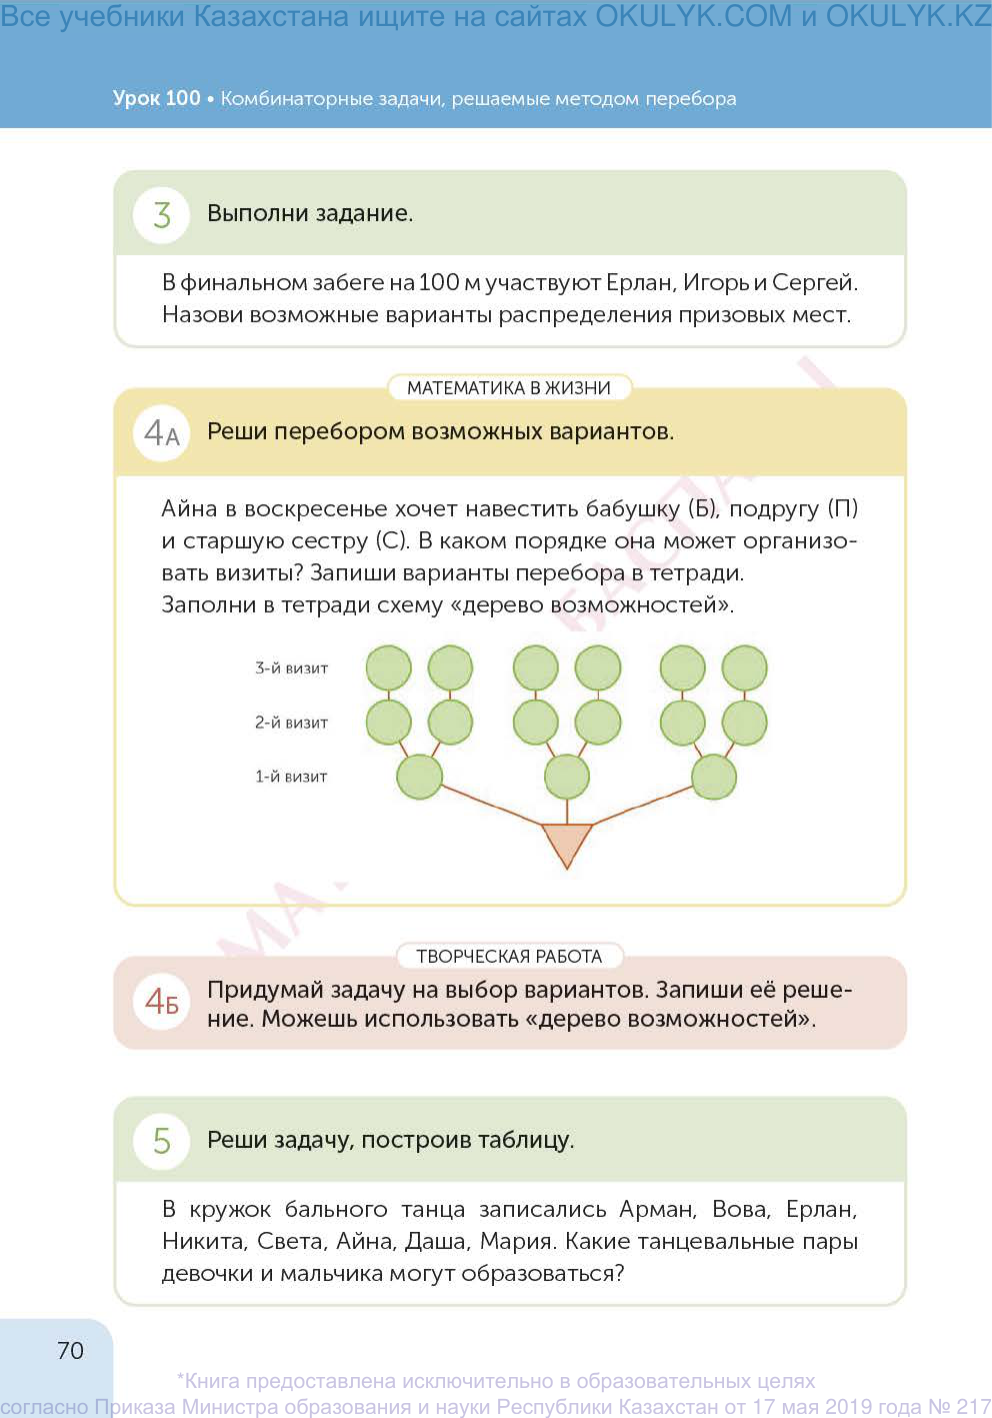 Все учебники Казахстана ищите на сайтах OKULYK.COM и OKULYK.KZ
Урок 100 • Комбинаторные задачи, решаемые методом перебора
3 Выполни задание.
В финальном забеге на 100 м участвуют Ерлан, Игорь и Сергей.
Назови возможные варианты распределения призовых мест.
МАТЕМАТИКА В ЖИЗНИ
4А Реши перебором возможных вариантов.
Айна в воскресенье хочет навестить бабушку (Б), подругу (П)
и старшую сестру (С). В каком порядке она может организо-
вать визиты? Запиши варианты перебора в тетради.
Заполни в тетради схему «дерево возможностей».
3-й визит
2-й визит
1-й визит
ТВОРЧЕСКАЯ РАБОТА
4Б Придумай задачу на выбор вариантов. Запиши её реше-
ние. Можешь использовать «дерево возможностей».
5 Реши задачу, построив таблицу.
В кружок бального танца записались Арман, Вова, Ерлан,
Никита, Света, Айна, Даша, Мария. Какие танцевальные пары
девочки и мальчика могут образоваться?
70
*Книга предоставлена исключительно в образовательных целях
согласно Приказа Министра образования и науки Республики Казахстан от 17 мая 2019 года № 217